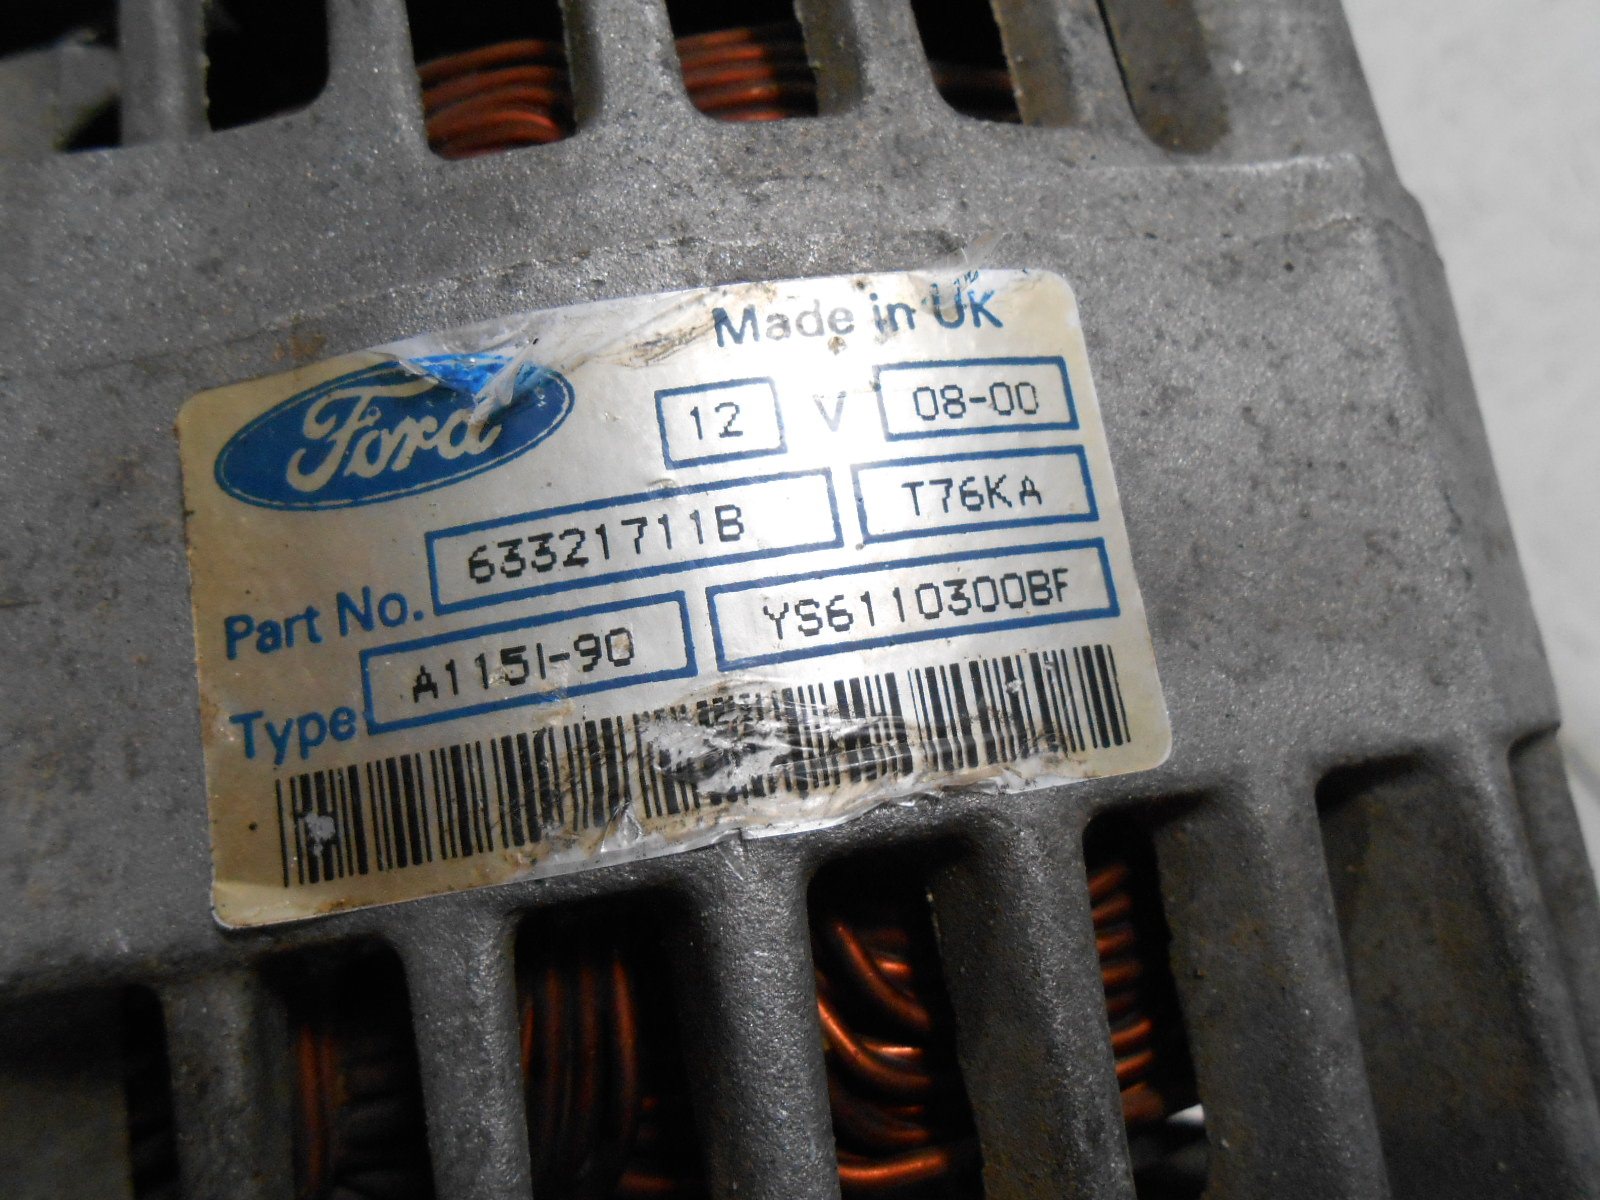 Made in UK
Ford
12 V 08-00
Part No. 63321711B T76KA
Type A115I-90 YS6110300BF